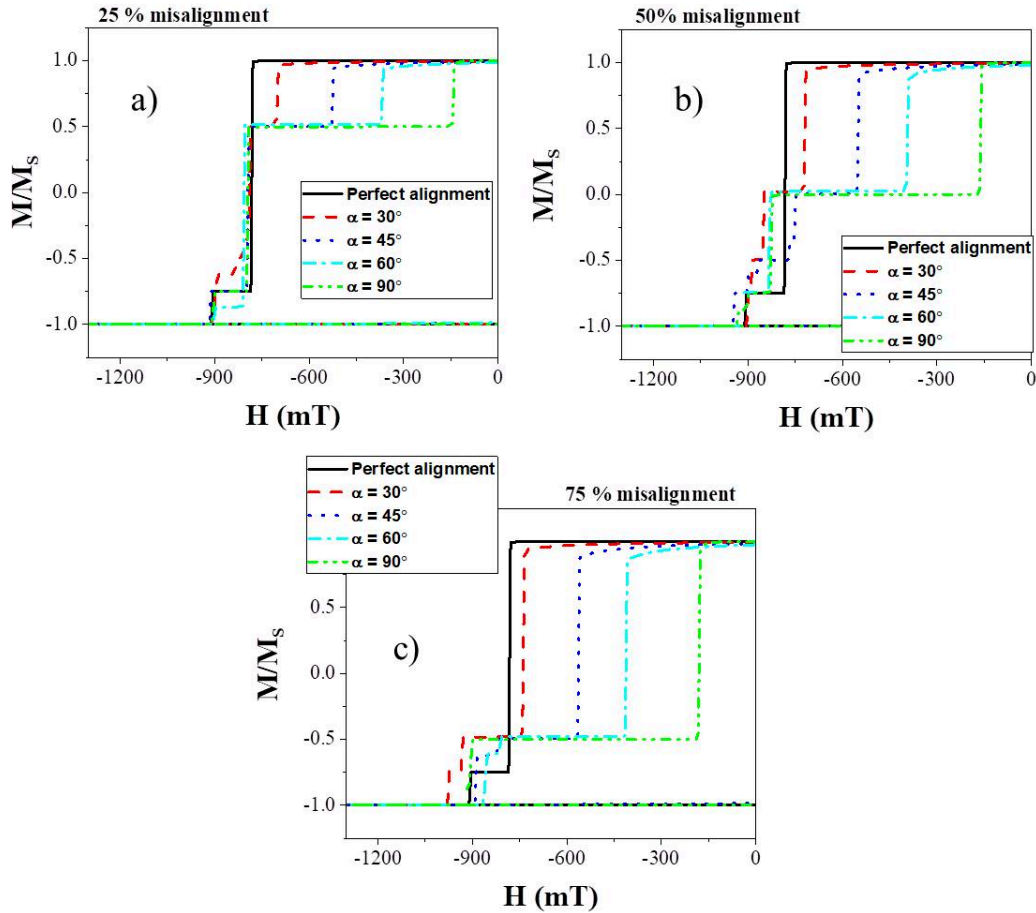 25 % misalignment
a)
1.0
0.5
0.0
-0.5
-1.0
M/M_S
Perfect alignment
α = 30°
α = 45°
α = 60°
α = 90°
-1200 -900 -600 -300 0
H (mT)
50% misalignment
b)
1.0
0.5
0.0
-0.5
-1.0
M/M_S
Perfect alignment
α = 30°
α = 45°
α = 60°
α = 90°
-1200 -900 -600 -300 0
H (mT)
Perfect alignment
α = 30°
α = 45°
α = 60°
α = 90°
75 % misalignment
c)
0.5
0.0
-0.5
-1.0
M/M_S
-1200 -900 -600 -300 0
H (mT)